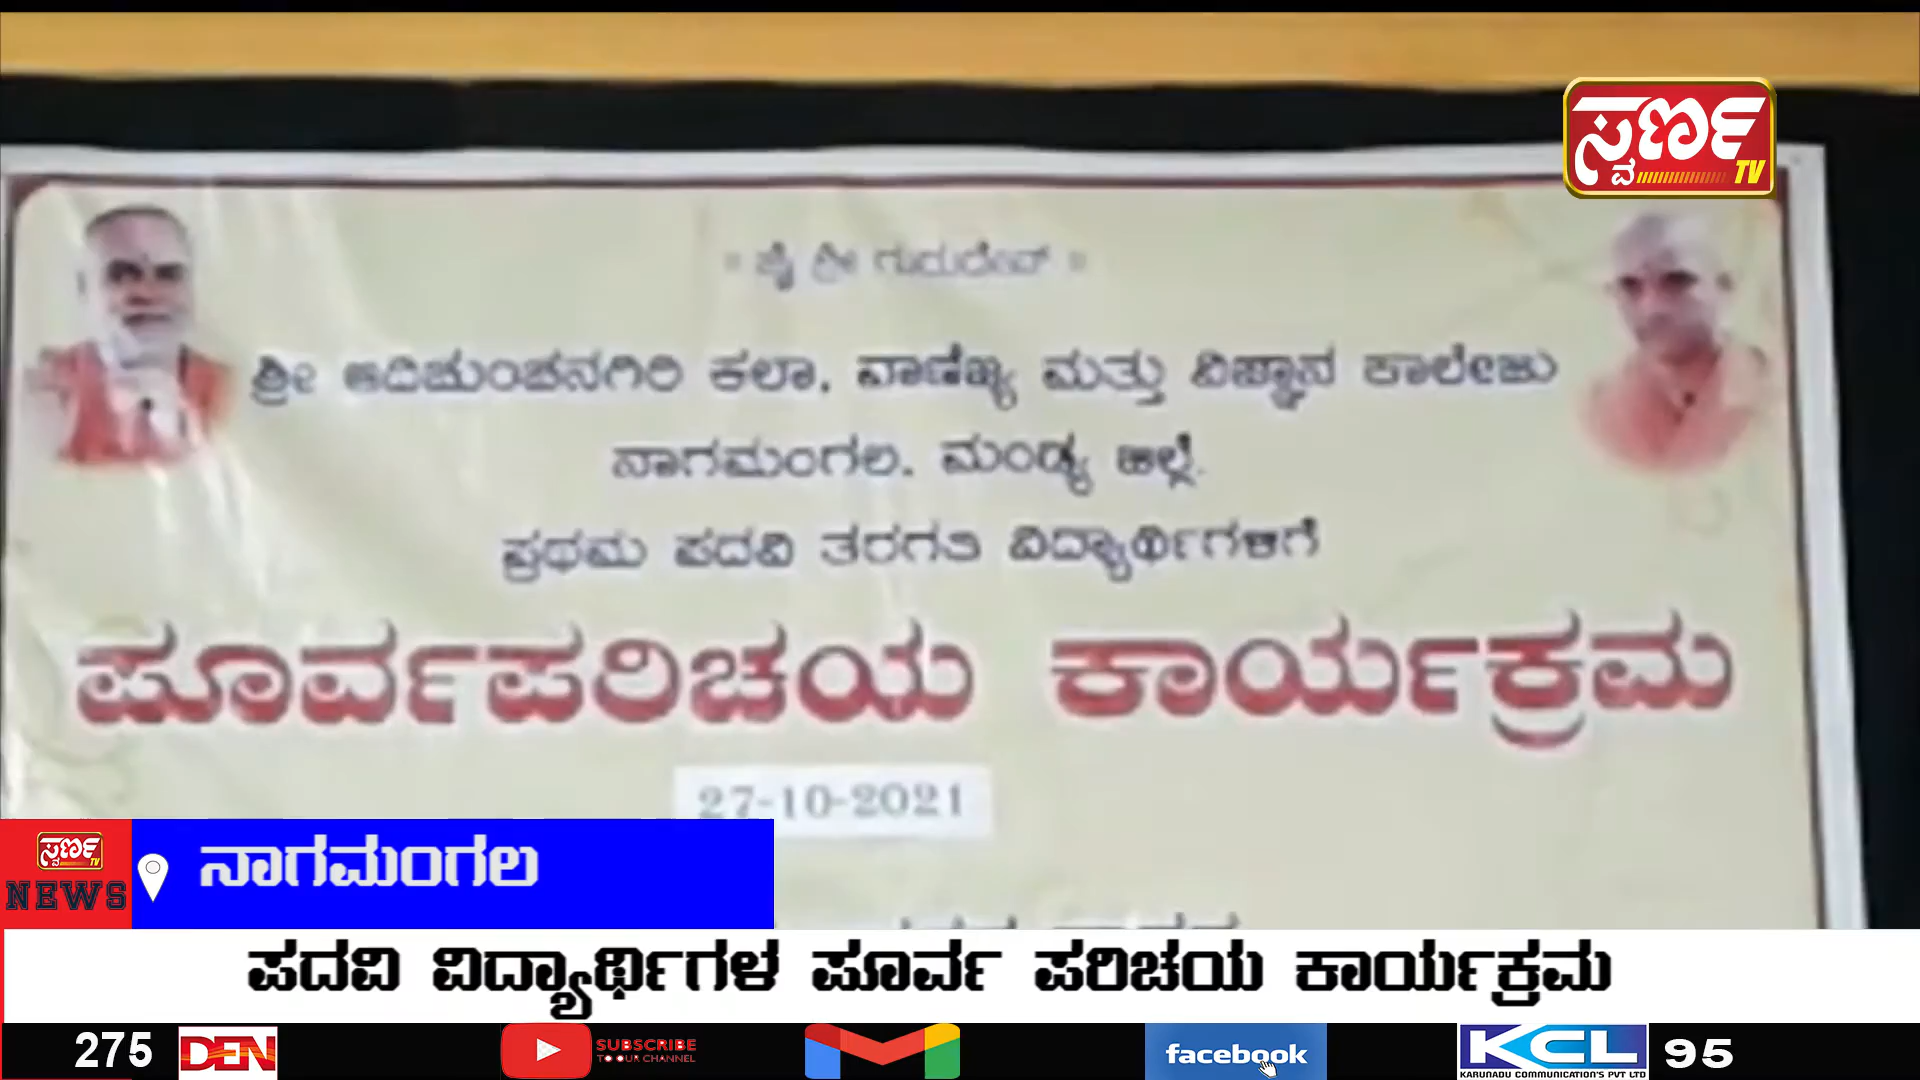 ಸ್ವರ್ಣ TV
॥ ಜೈ ಶ್ರೀ ಗುರುದೇವ್ ॥
ಶ್ರೀ ಆದಿಚುಂಚನಗಿರಿ ಕಲಾ, ವಾಣಿಜ್ಯ ಮತ್ತು ವಿಜ್ಞಾನ ಕಾಲೇಜು
ನಾಗಮಂಗಲ, ಮಂಡ್ಯ ಜಿಲ್ಲೆ.
ಪ್ರಥಮ ಪದವಿ ತರಗತಿ ವಿದ್ಯಾರ್ಥಿಗಳಿಗೆ
ಪೂರ್ವಪರಿಚಯ ಕಾರ್ಯಕ್ರಮ
27-10-2021
ಸ್ವರ್ಣ TV
NEWS
ನಾಗಮಂಗಲ
ಪದವಿ ವಿದ್ಯಾರ್ಥಿಗಳ ಪೂರ್ವ ಪರಿಚಯ ಕಾರ್ಯಕ್ರಮ
275 DEN SUBSCRIBE TO OUR CHANNEL facebook KCL 95
KARUNADU COMMUNICATION'S PVT LTD